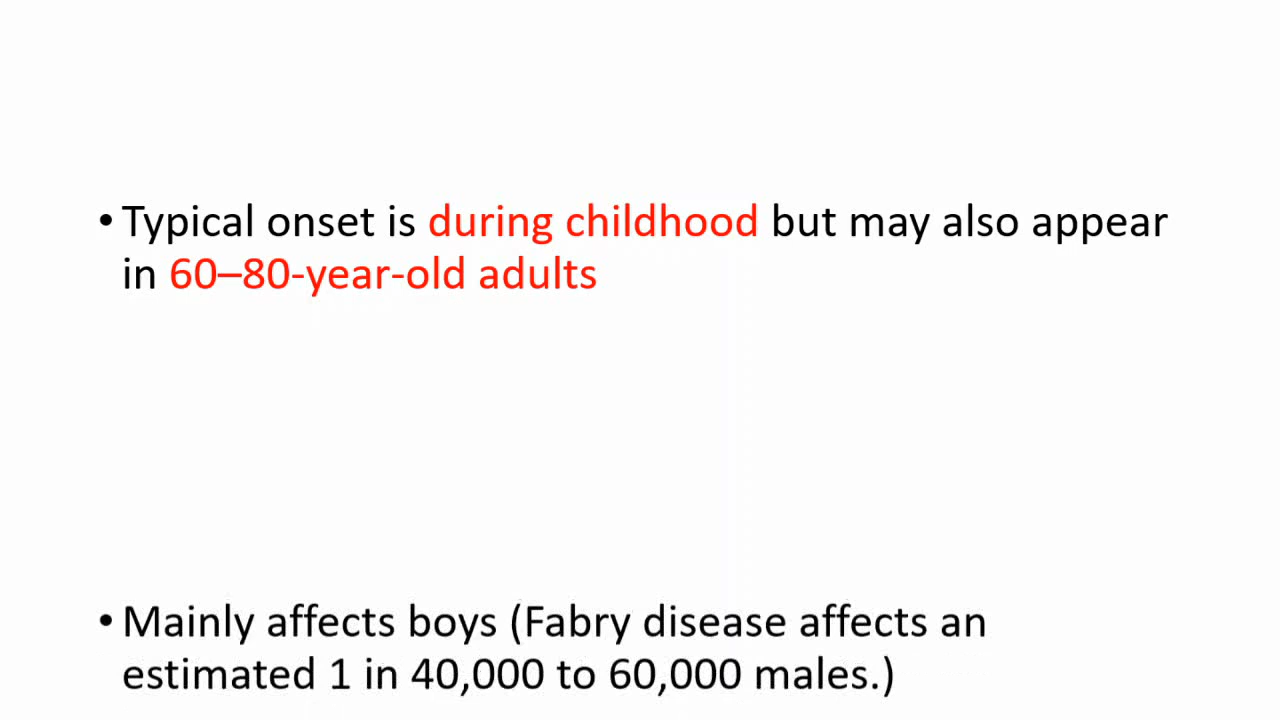 • Typical onset is during childhood but may also appear
in 60–80-year-old adults
• Mainly affects boys (Fabry disease affects an
estimated 1 in 40,000 to 60,000 males.)